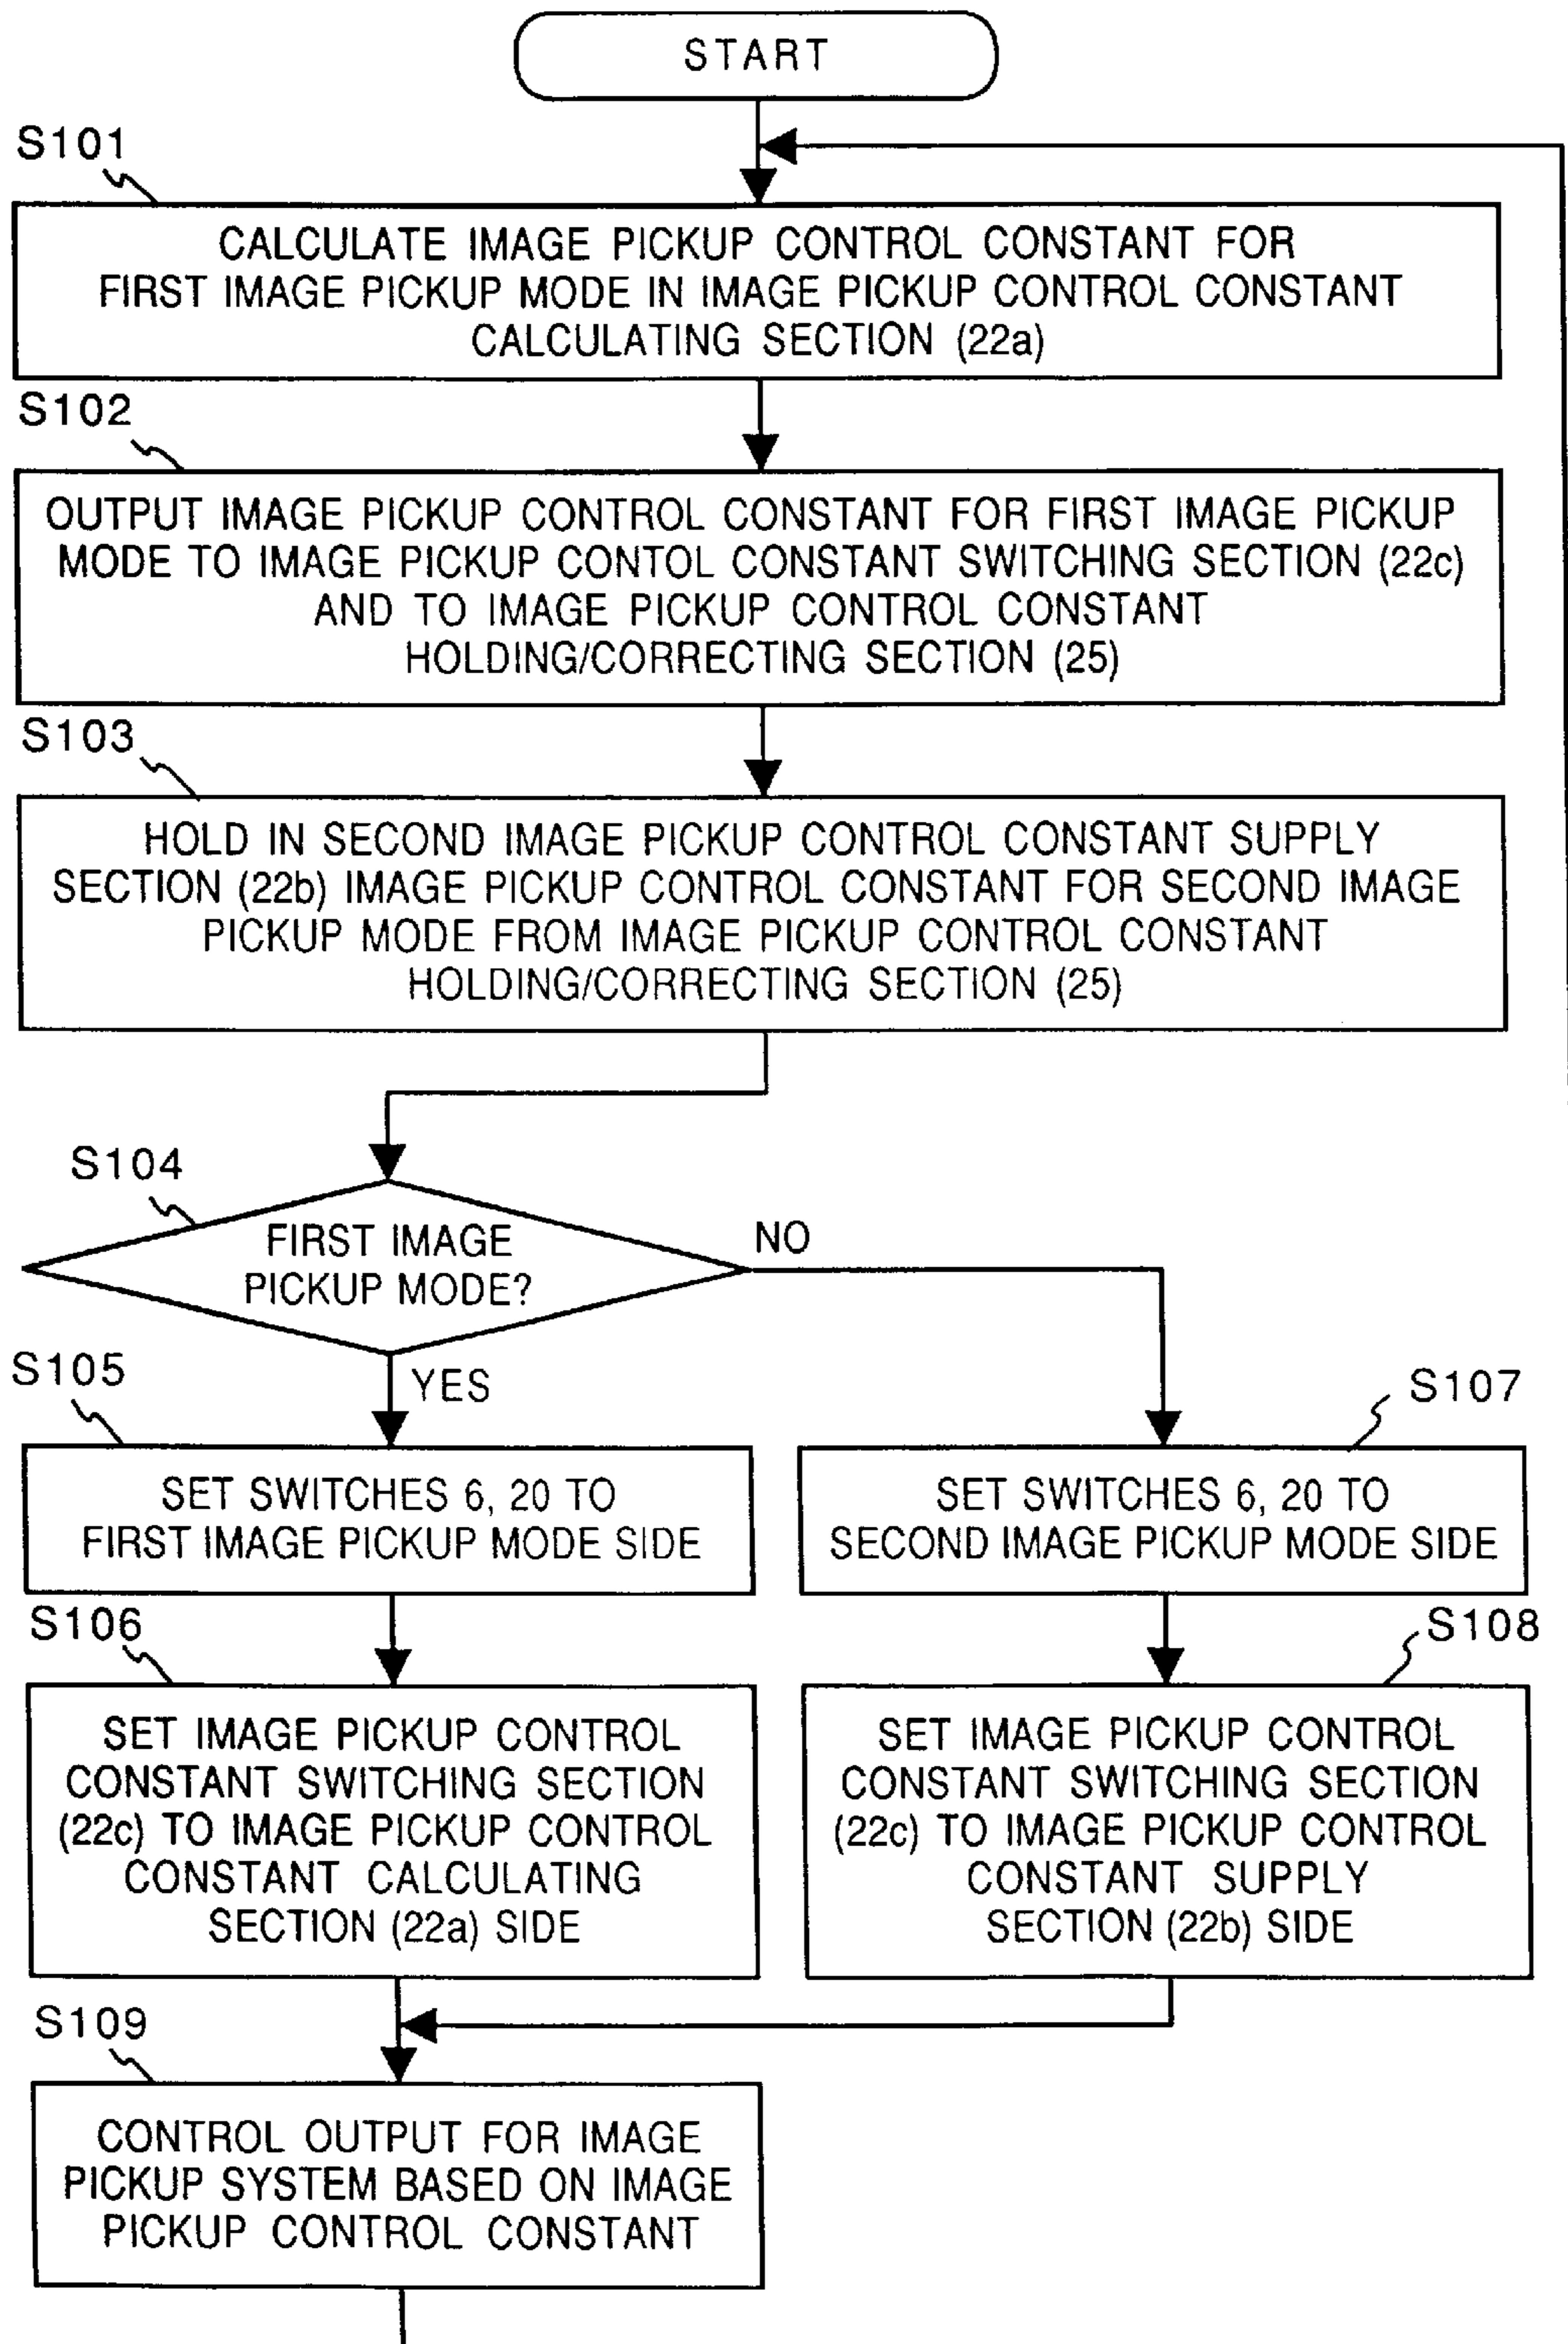 START
S101
CALCULATE IMAGE PICKUP CONTROL CONSTANT FOR
FIRST IMAGE PICKUP MODE IN IMAGE PICKUP CONTROL CONSTANT
CALCULATING SECTION (22a)
S102
OUTPUT IMAGE PICKUP CONTROL CONSTANT FOR FIRST IMAGE PICKUP
MODE TO IMAGE PICKUP CONTOL CONSTANT SWITCHING SECTION (22c)
AND TO IMAGE PICKUP CONTROL CONSTANT
HOLDING/CORRECTING SECTION (25)
S103
HOLD IN SECOND IMAGE PICKUP CONTROL CONSTANT SUPPLY
SECTION (22b) IMAGE PICKUP CONTROL CONSTANT FOR SECOND IMAGE
PICKUP MODE FROM IMAGE PICKUP CONTROL CONSTANT
HOLDING/CORRECTING SECTION (25)
S104
FIRST IMAGE
PICKUP MODE?
NO
YES
S105
SET SWITCHES 6, 20 TO
FIRST IMAGE PICKUP MODE SIDE
S107
SET SWITCHES 6, 20 TO
SECOND IMAGE PICKUP MODE SIDE
S106
SET IMAGE PICKUP CONTROL
CONSTANT SWITCHING SECTION
(22c) TO IMAGE PICKUP CONTROL
CONSTANT CALCULATING
SECTION (22a) SIDE
S108
SET IMAGE PICKUP CONTROL
CONSTANT SWITCHING SECTION
(22c) TO IMAGE PICKUP CONTROL
CONSTANT SUPPLY
SECTION (22b) SIDE
S109
CONTROL OUTPUT FOR IMAGE
PICKUP SYSTEM BASED ON IMAGE
PICKUP CONTROL CONSTANT